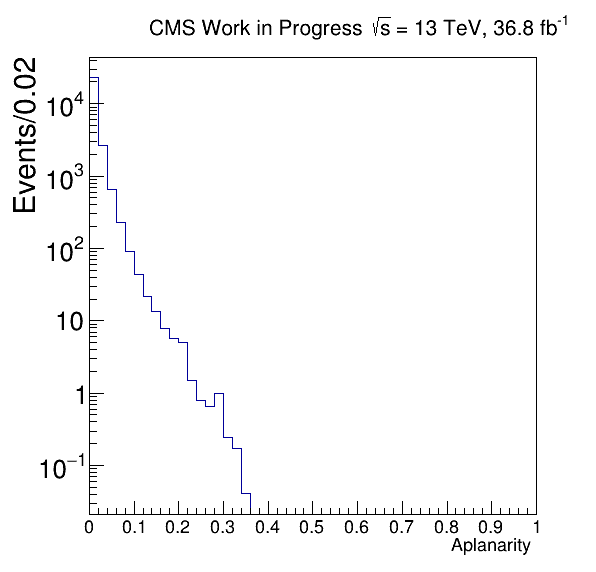 CMS Work in Progress √s = 13 TeV, 36.8 fb⁻¹
Events/0.02
10⁴
10³
10²
10
1
10⁻¹
0 0.1 0.2 0.3 0.4 0.5 0.6 0.7 0.8 0.9 1
Aplanarity